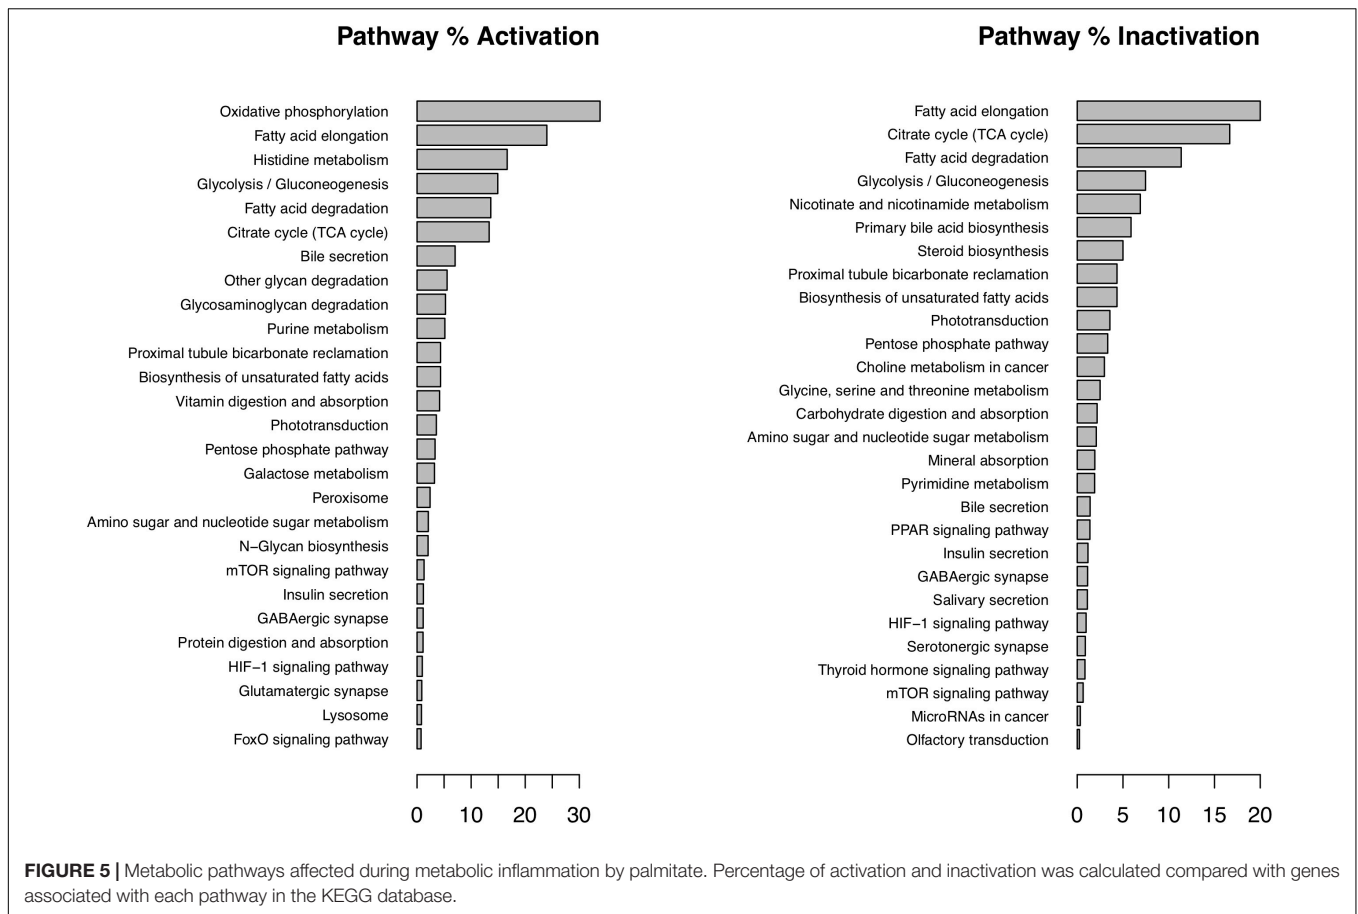 Pathway % Activation
Oxidative phosphorylation
Fatty acid elongation
Histidine metabolism
Glycolysis / Gluconeogenesis
Fatty acid degradation
Citrate cycle (TCA cycle)
Bile secretion
Other glycan degradation
Glycosaminoglycan degradation
Purine metabolism
Proximal tubule bicarbonate reclamation
Biosynthesis of unsaturated fatty acids
Vitamin digestion and absorption
Phototransduction
Pentose phosphate pathway
Galactose metabolism
Peroxisome
Amino sugar and nucleotide sugar metabolism
N−Glycan biosynthesis
mTOR signaling pathway
Insulin secretion
GABAergic synapse
Protein digestion and absorption
HIF−1 signaling pathway
Glutamatergic synapse
Lysosome
FoxO signaling pathway
0 10 20 30
Pathway % Inactivation
Fatty acid elongation
Citrate cycle (TCA cycle)
Fatty acid degradation
Glycolysis / Gluconeogenesis
Nicotinate and nicotinamide metabolism
Primary bile acid biosynthesis
Steroid biosynthesis
Proximal tubule bicarbonate reclamation
Biosynthesis of unsaturated fatty acids
Phototransduction
Pentose phosphate pathway
Choline metabolism in cancer
Glycine, serine and threonine metabolism
Carbohydrate digestion and absorption
Amino sugar and nucleotide sugar metabolism
Mineral absorption
Pyrimidine metabolism
Bile secretion
PPAR signaling pathway
Insulin secretion
GABAergic synapse
Salivary secretion
HIF−1 signaling pathway
Serotonergic synapse
Thyroid hormone signaling pathway
mTOR signaling pathway
MicroRNAs in cancer
Olfactory transduction
0 5 10 15 20
FIGURE 5 | Metabolic pathways affected during metabolic inflammation by palmitate. Percentage of activation and inactivation was calculated compared with genes
associated with each pathway in the KEGG database.